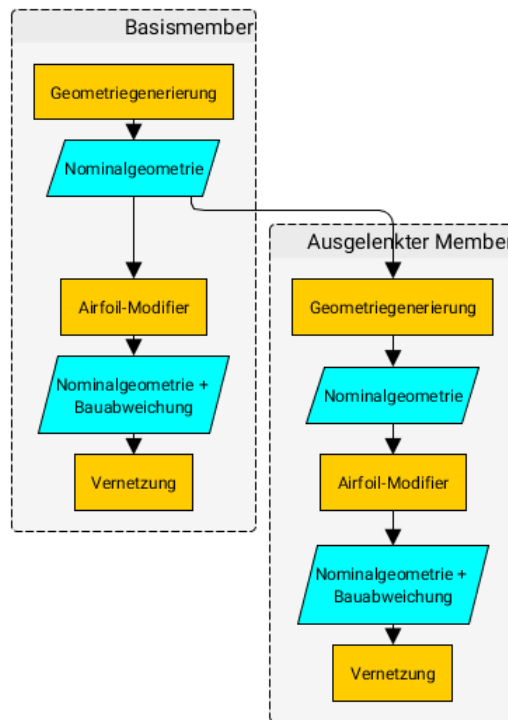 Basismember
Geometriegenerierung
Nominalgeometrie
Airfoil-Modifier
Nominalgeometrie +
Bauabweichung
Vernetzung
Ausgelenkter Member
Geometriegenerierung
Nominalgeometrie
Airfoil-Modifier
Nominalgeometrie +
Bauabweichung
Vernetzung